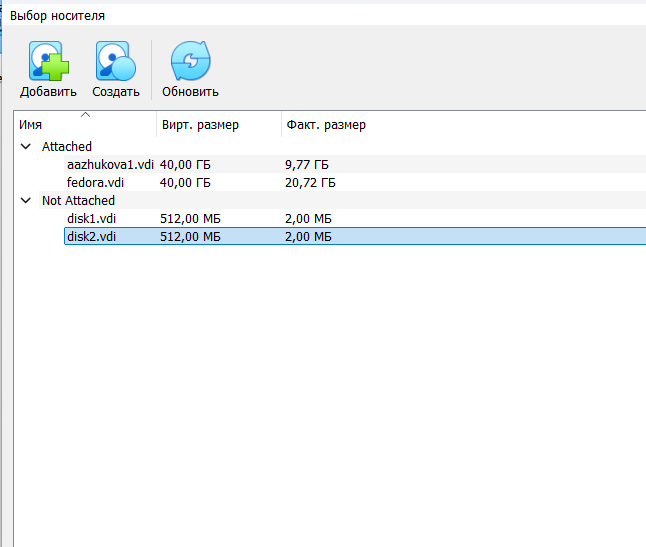 Выбор носителя
Добавить Создать Обновить
Имя Вирт. размер Факт. размер
Attached
aazhukova1.vdi 40,00 ГБ 9,77 ГБ
fedora.vdi 40,00 ГБ 20,72 ГБ
Not Attached
disk1.vdi 512,00 МБ 2,00 МБ
disk2.vdi 512,00 МБ 2,00 МБ